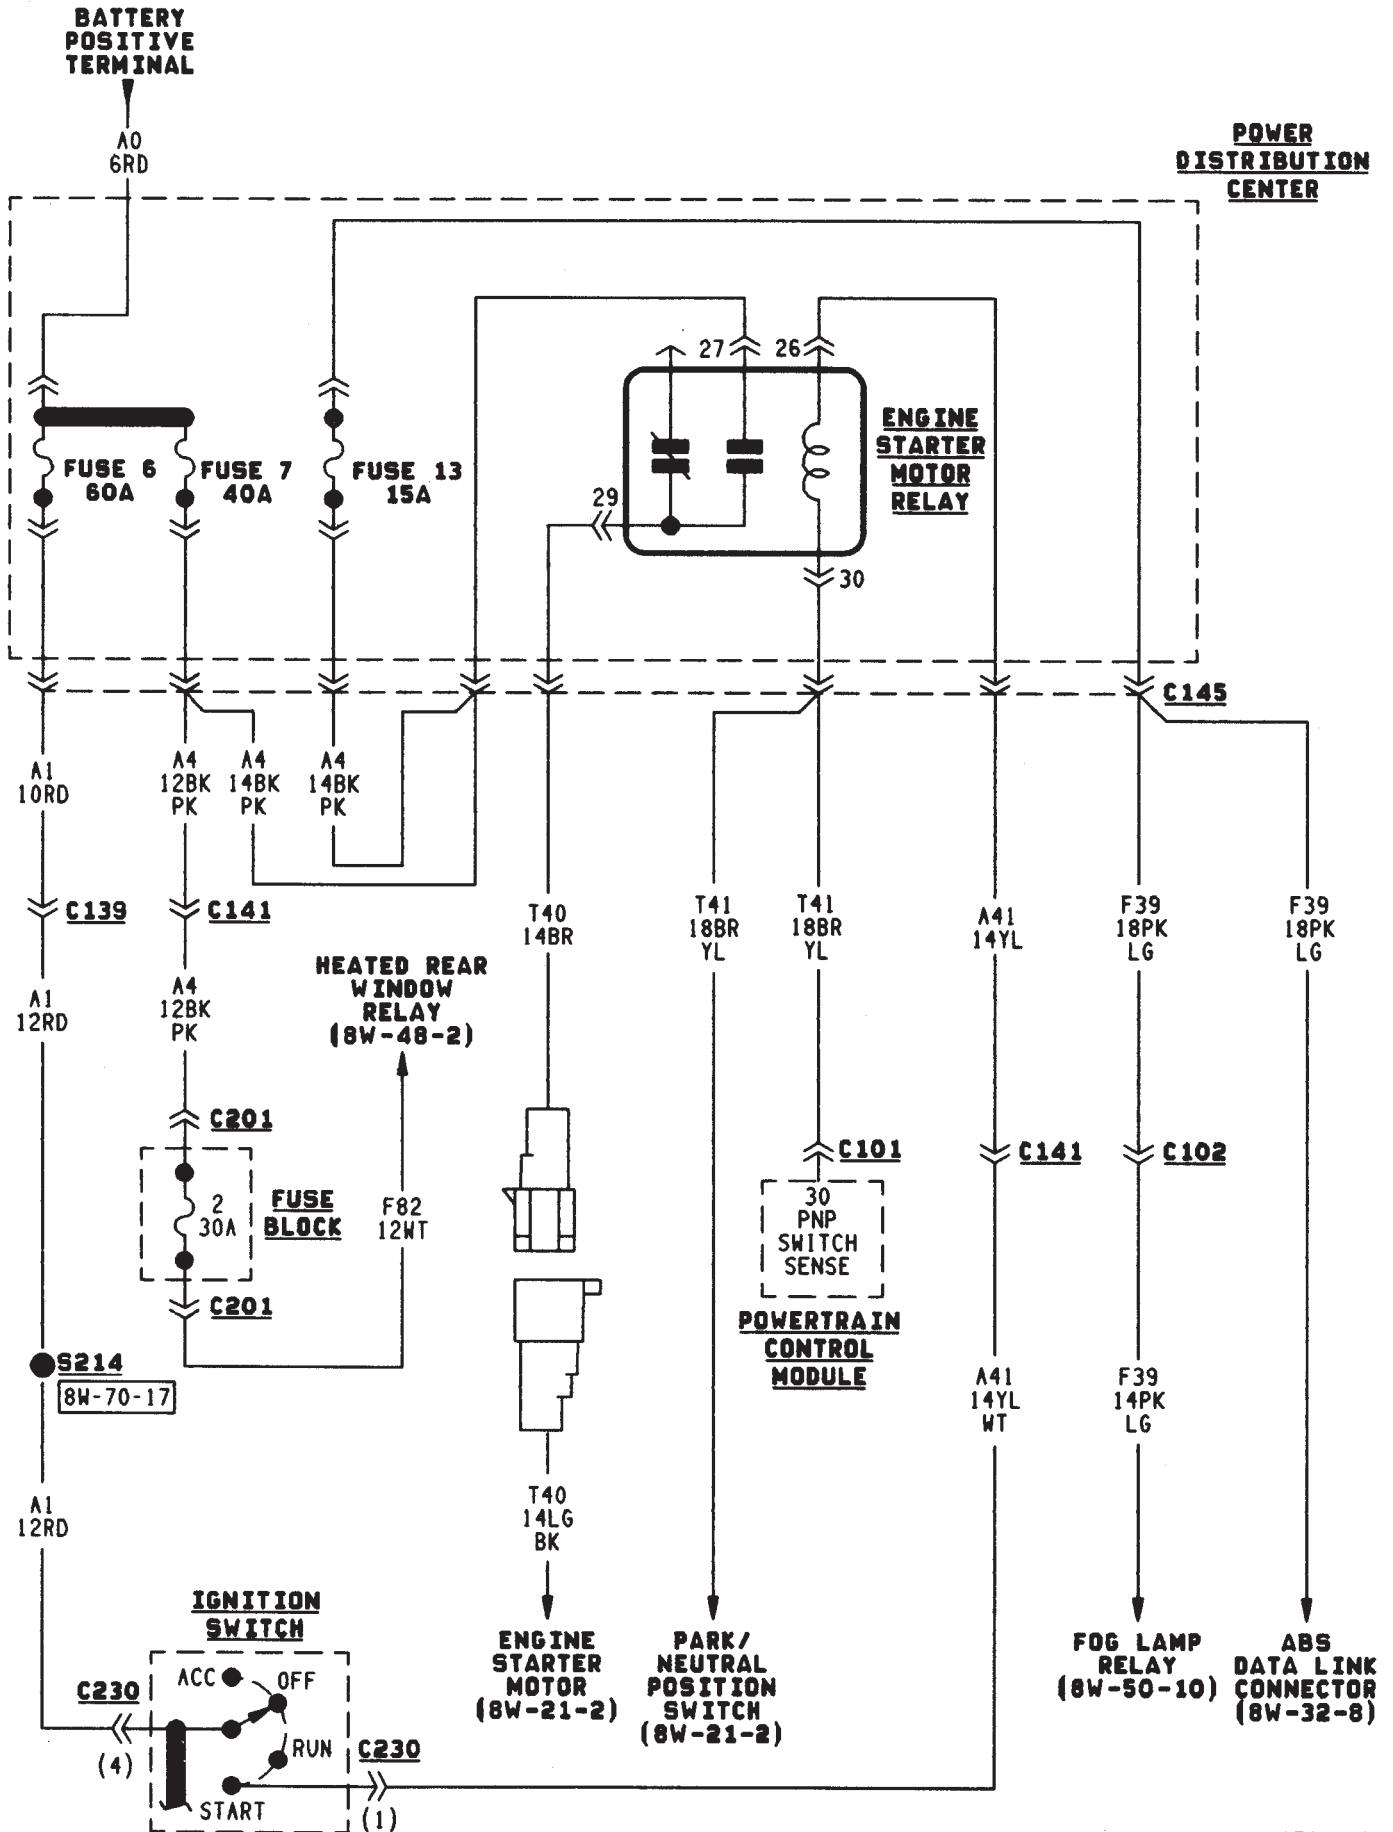 BATTERY
POSITIVE
TERMINAL
A0
6RD
POWER
DISTRIBUTION
CENTER
27
26
FUSE 6
60A
FUSE 7
40A
FUSE 13
15A
29
ENGINE
STARTER
MOTOR
RELAY
30
C145
A1
10RD
A4
12BK
PK
A4
14BK
PK
A4
14BK
PK
C139
C141
T40
14BR
T41
18BR
YL
T41
18BR
YL
A41
14YL
F39
18PK
LG
F39
18PK
LG
A1
12RD
A4
12BK
PK
HEATED REAR
WINDOW
RELAY
(8W-48-2)
C201
2
30A
FUSE
BLOCK
F82
12WT
C201
C101
30
PNP
SWITCH
SENSE
POWERTRAIN
CONTROL
MODULE
C141
C102
S214
8W-70-17
A41
14YL
WT
F39
14PK
LG
A1
12RD
T40
14LG
BK
IGNITION
SWITCH
ACC
OFF
RUN
START
C230
(4)
C230
(1)
ENGINE
STARTER
MOTOR
(8W-21-2)
PARK/
NEUTRAL
POSITION
SWITCH
(8W-21-2)
FOG LAMP
RELAY
(8W-50-10)
ABS
DATA LINK
CONNECTOR
(8W-32-8)